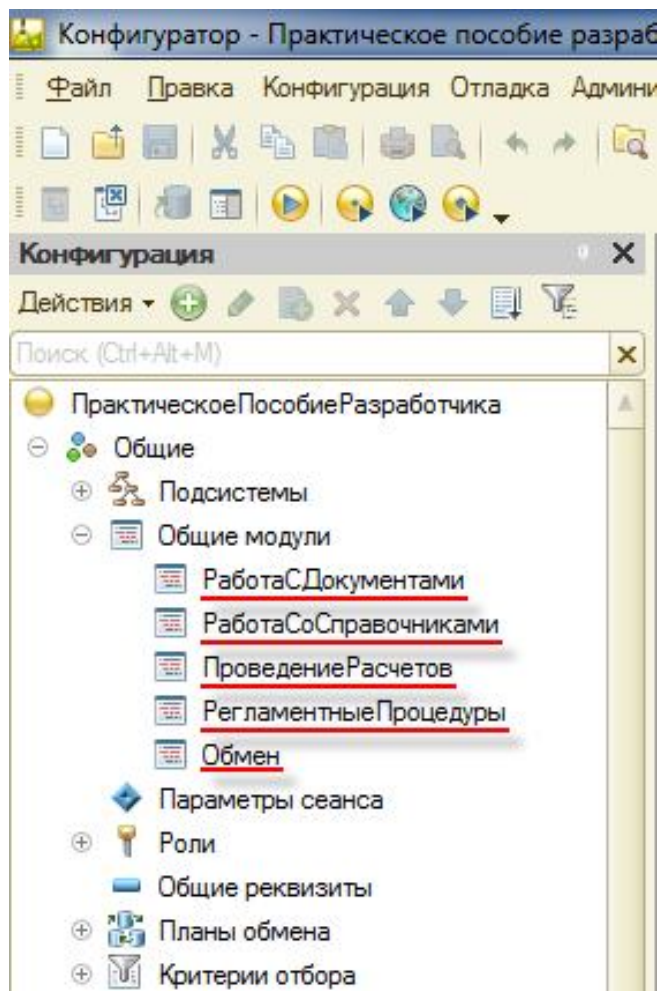 Конфигуратор - Практическое пособие разраб
Файл Правка Конфигурация Отладка Админи
Конфигурация
Действия
Поиск (Ctrl+Alt+M)
ПрактическоеПособиеРазработчика
Общие
Подсистемы
Общие модули
РаботаСДокументами
РаботаСоСправочниками
ПроведениеРасчетов
РегламентныеПроцедуры
Обмен
Параметры сеанса
Роли
Общие реквизиты
Планы обмена
Критерии отбора